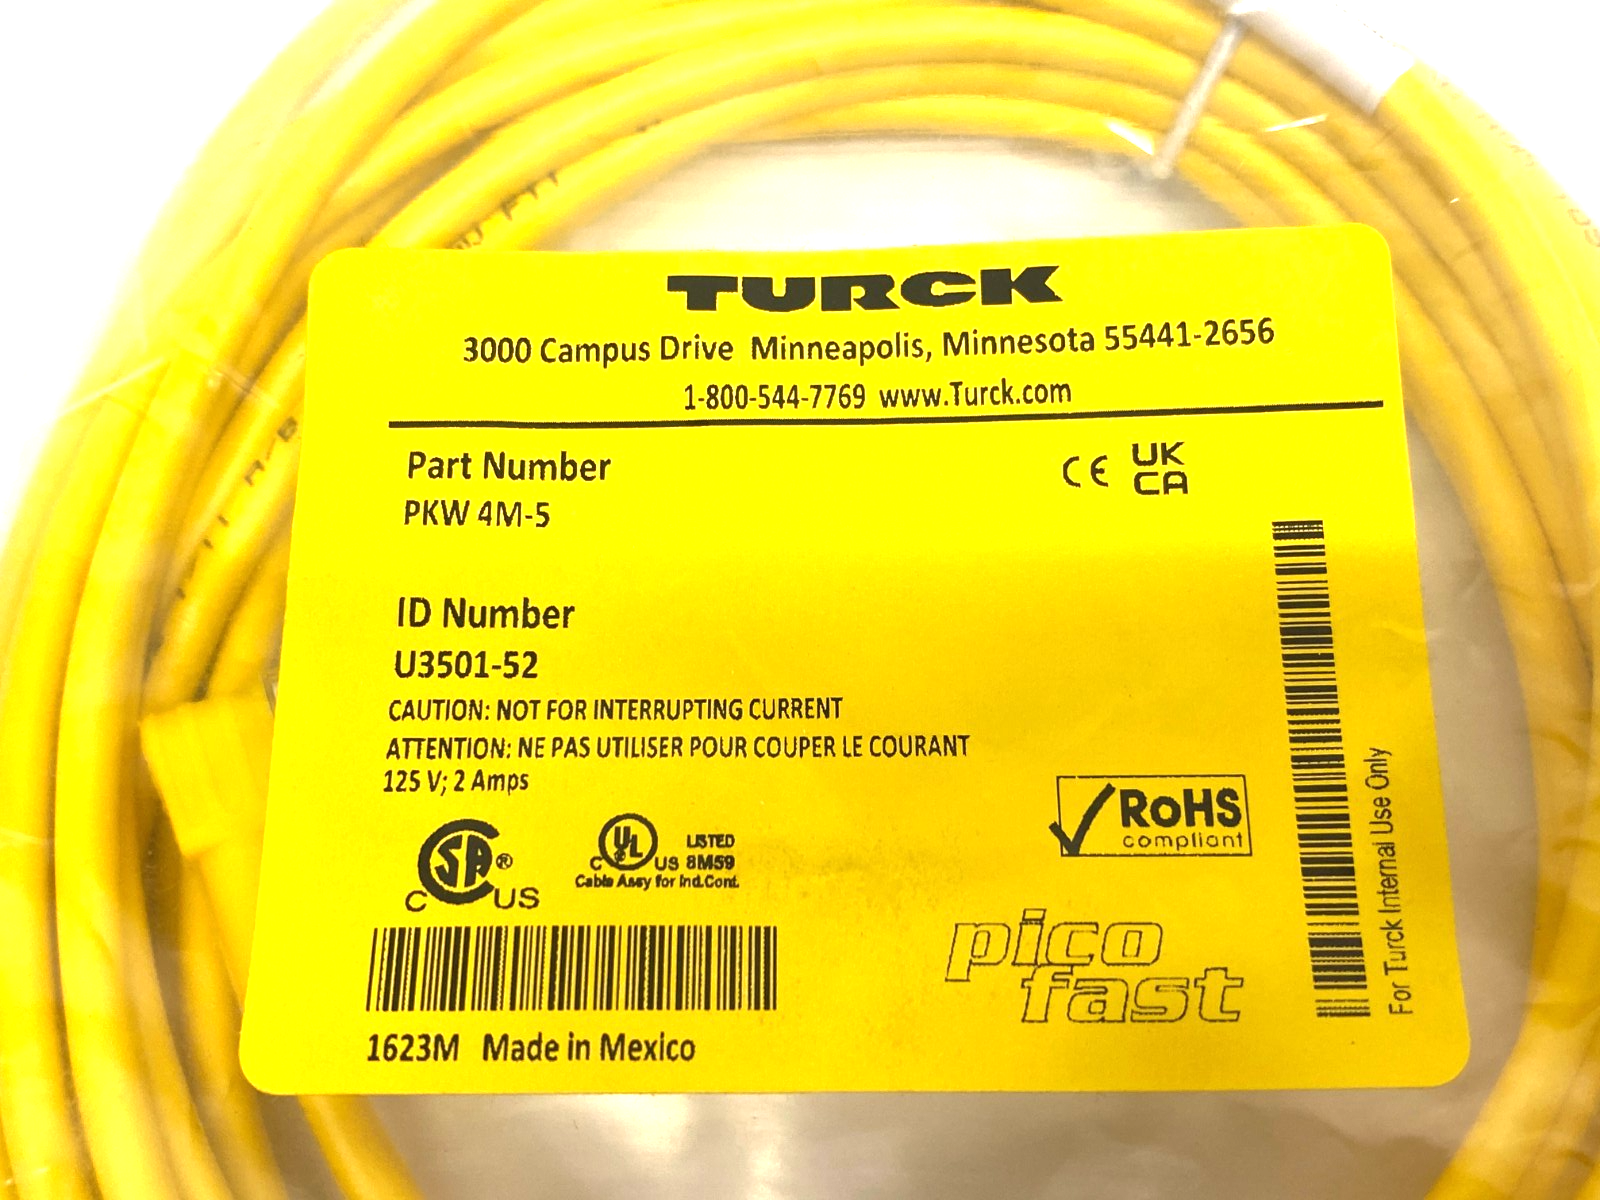 TURCK
3000 Campus Drive Minneapolis, Minnesota 55441-2656
1-800-544-7769 www.Turck.com
Part Number
PKW 4M-5
CE UK CA
ID Number
U3501-52
CAUTION: NOT FOR INTERRUPTING CURRENT
ATTENTION: NE PAS UTILISER POUR COUPER LE COURANT
125 V; 2 Amps
C SA ® US
C UL ® US LISTED 8M59
Cable Assy for Ind.Cont.
RoHS
compliant
pico
fast
For Turck Internal Use Only
1623M Made in Mexico